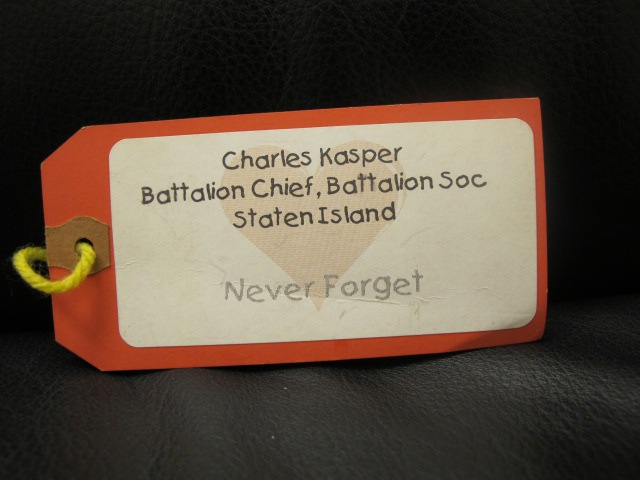 Charles Kasper
Battalion Chief, Battalion Soc
Staten Island
Never Forget